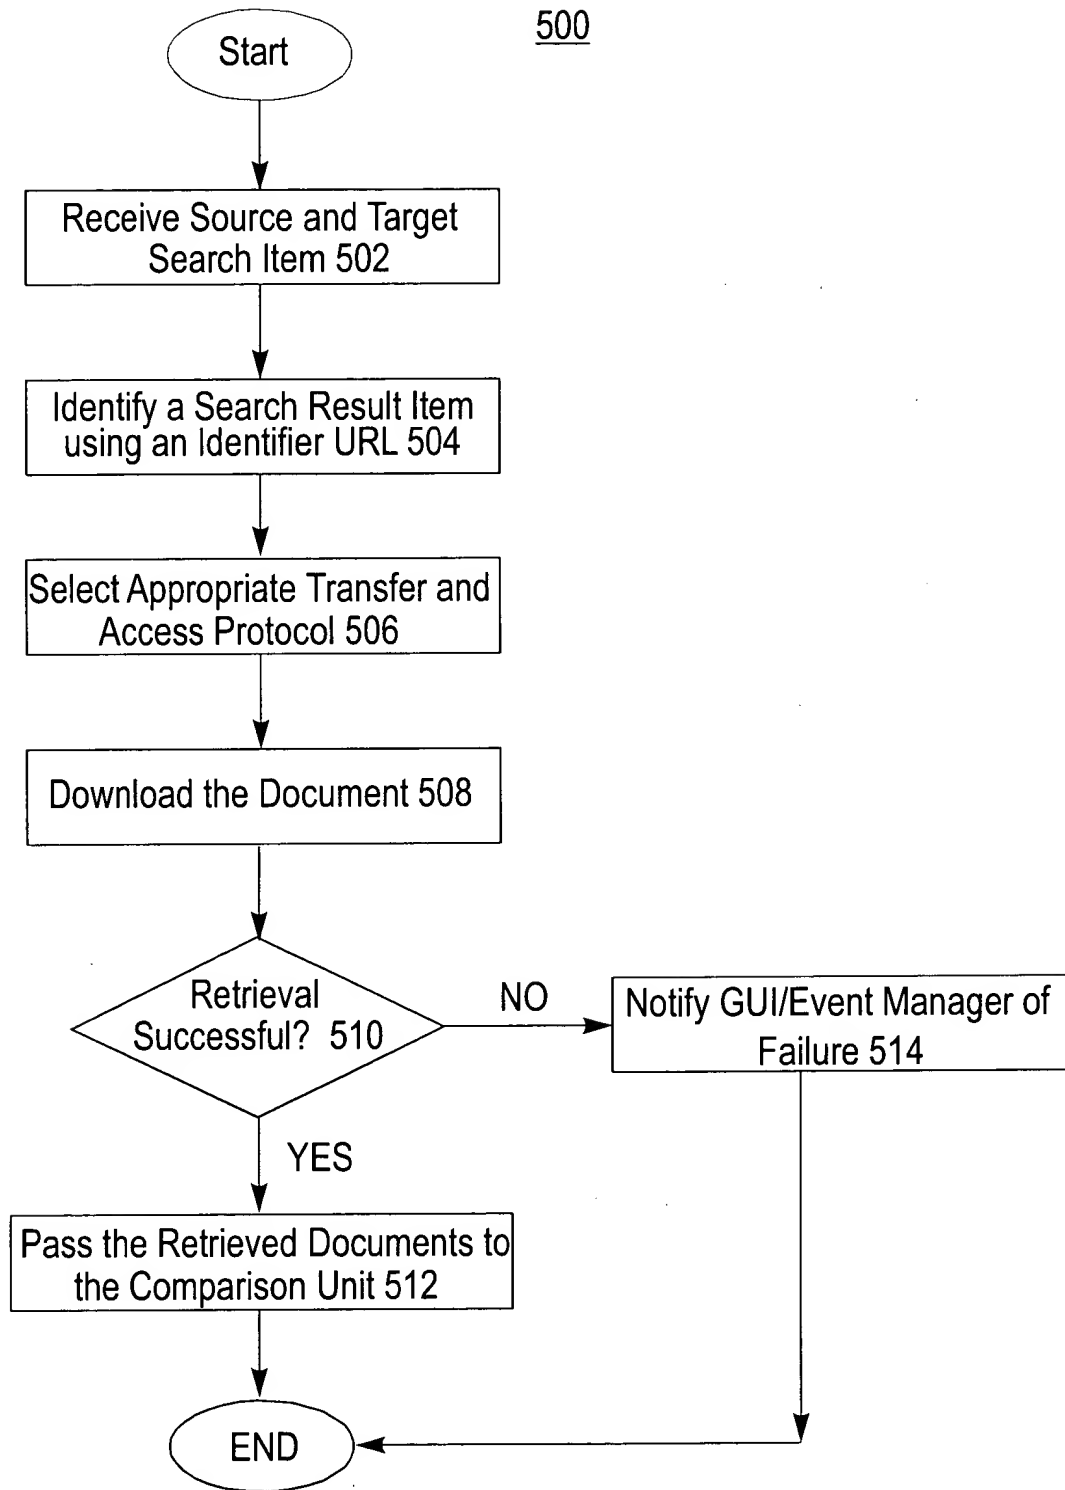 500
Start
Receive Source and Target
Search Item 502
Identify a Search Result Item
using an Identifier URL 504
Select Appropriate Transfer and
Access Protocol 506
Download the Document 508
Retrieval
Successful? 510
NO
Notify GUI/Event Manager of
Failure 514
YES
Pass the Retrieved Documents to
the Comparison Unit 512
END